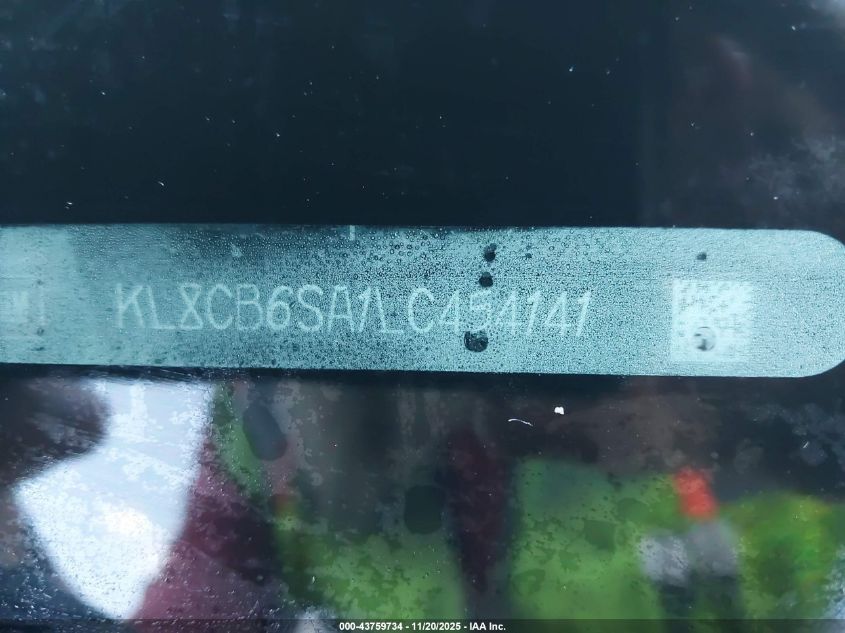 KL8CB6SA1LC454141
000-43759734 - 11/20/2025 - IAA Inc.